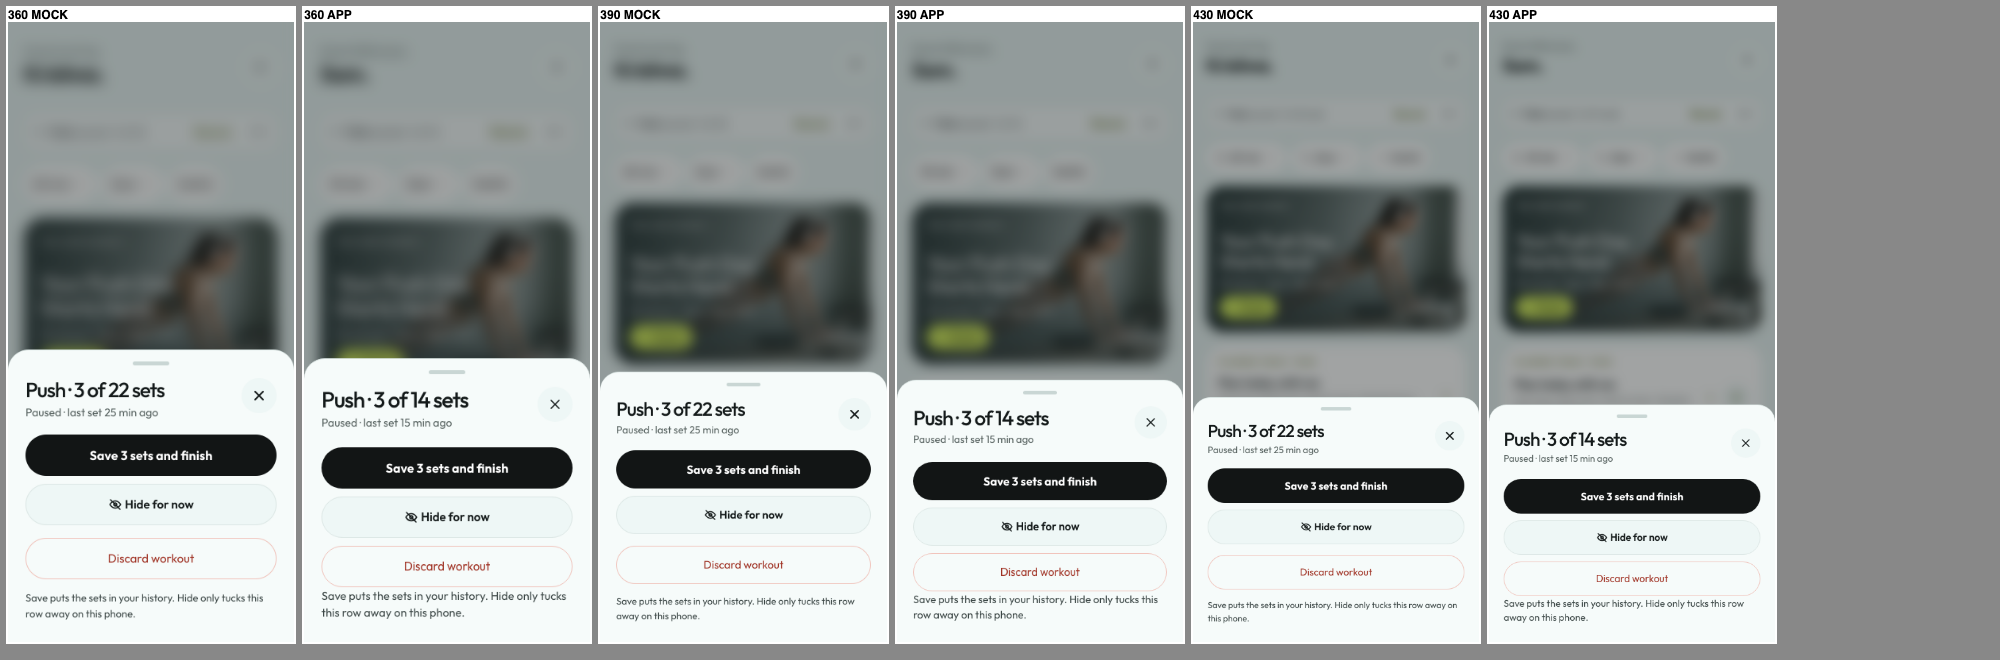 360 MOCK
Push · 3 of 22 sets
Paused · last set 25 min ago
Save 3 sets and finish
Hide for now
Discard workout
Save puts the sets in your history. Hide only tucks this
row away on this phone.
360 APP
Push · 3 of 14 sets
Paused · last set 15 min ago
Save 3 sets and finish
Hide for now
Discard workout
Save puts the sets in your history. Hide only tucks
this row away on this phone.
390 MOCK
Push · 3 of 22 sets
Paused · last set 25 min ago
Save 3 sets and finish
Hide for now
Discard workout
Save puts the sets in your history. Hide only tucks this row
away on this phone.
390 APP
Push · 3 of 14 sets
Paused · last set 15 min ago
Save 3 sets and finish
Hide for now
Discard workout
Save puts the sets in your history. Hide only tucks this
row away on this phone.
430 MOCK
Push · 3 of 22 sets
Paused · last set 25 min ago
Save 3 sets and finish
Hide for now
Discard workout
Save puts the sets in your history. Hide only tucks this row away on
this phone.
430 APP
Push · 3 of 14 sets
Paused · last set 15 min ago
Save 3 sets and finish
Hide for now
Discard workout
Save puts the sets in your history. Hide only tucks this row
away on this phone.